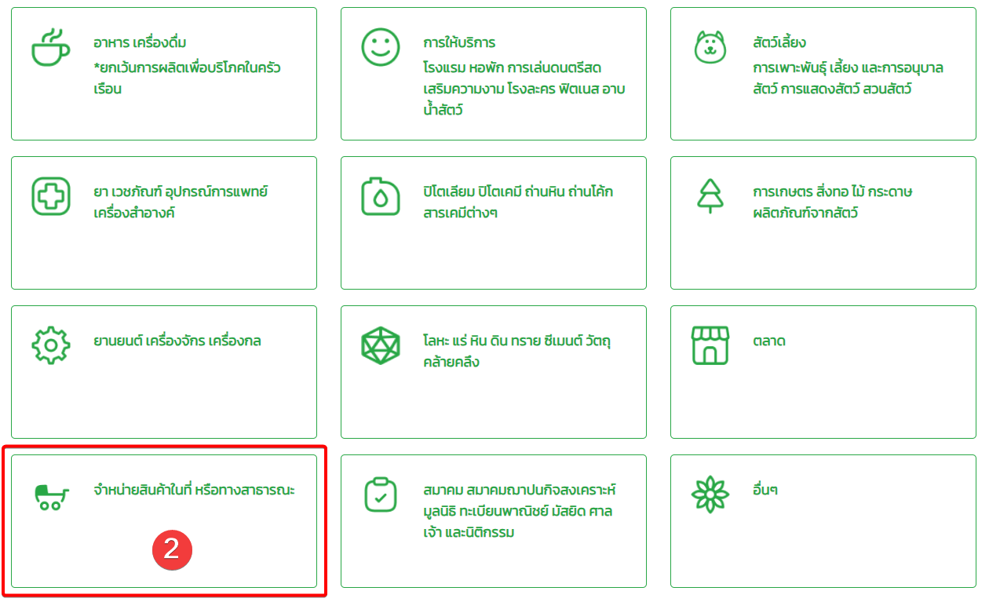 อาหาร เครื่องดื่ม
*ยกเว้นการผลิตเพื่อบริโภคในครัว
เรือน
การให้บริการ
โรงแรม หอพัก การเล่นดนตรีสด
เสริมความงาม โรงละคร ฟิตเนส อาบ
น้ำสัตว์
สัตว์เลี้ยง
การเพาะพันธุ์ เลี้ยง และการอนุบาล
สัตว์ การแสดงสัตว์ สวนสัตว์
ยา เวชภัณฑ์ อุปกรณ์การแพทย์
เครื่องสำอางค์
ปิโตเลียม ปิโตเคมี ถ่านหิน ถ่านโค้ก
สารเคมีต่างๆ
การเกษตร สิ่งทอ ไม้ กระดาษ
ผลิตภัณฑ์จากสัตว์
ยานยนต์ เครื่องจักร เครื่องกล
โลหะ แร่ หิน ดิน ทราย ซีเมนต์ วัตถุ
คล้ายคลึง
ตลาด
จำหน่ายสินค้าในที่ หรือทางสาธารณะ
2
สมาคม สมาคมฌาปนกิจสงเคราะห์
มูลนิธิ ทะเบียนพาณิชย์ มัสยิด ศาล
เจ้า และนิติกรรม
อื่นๆ